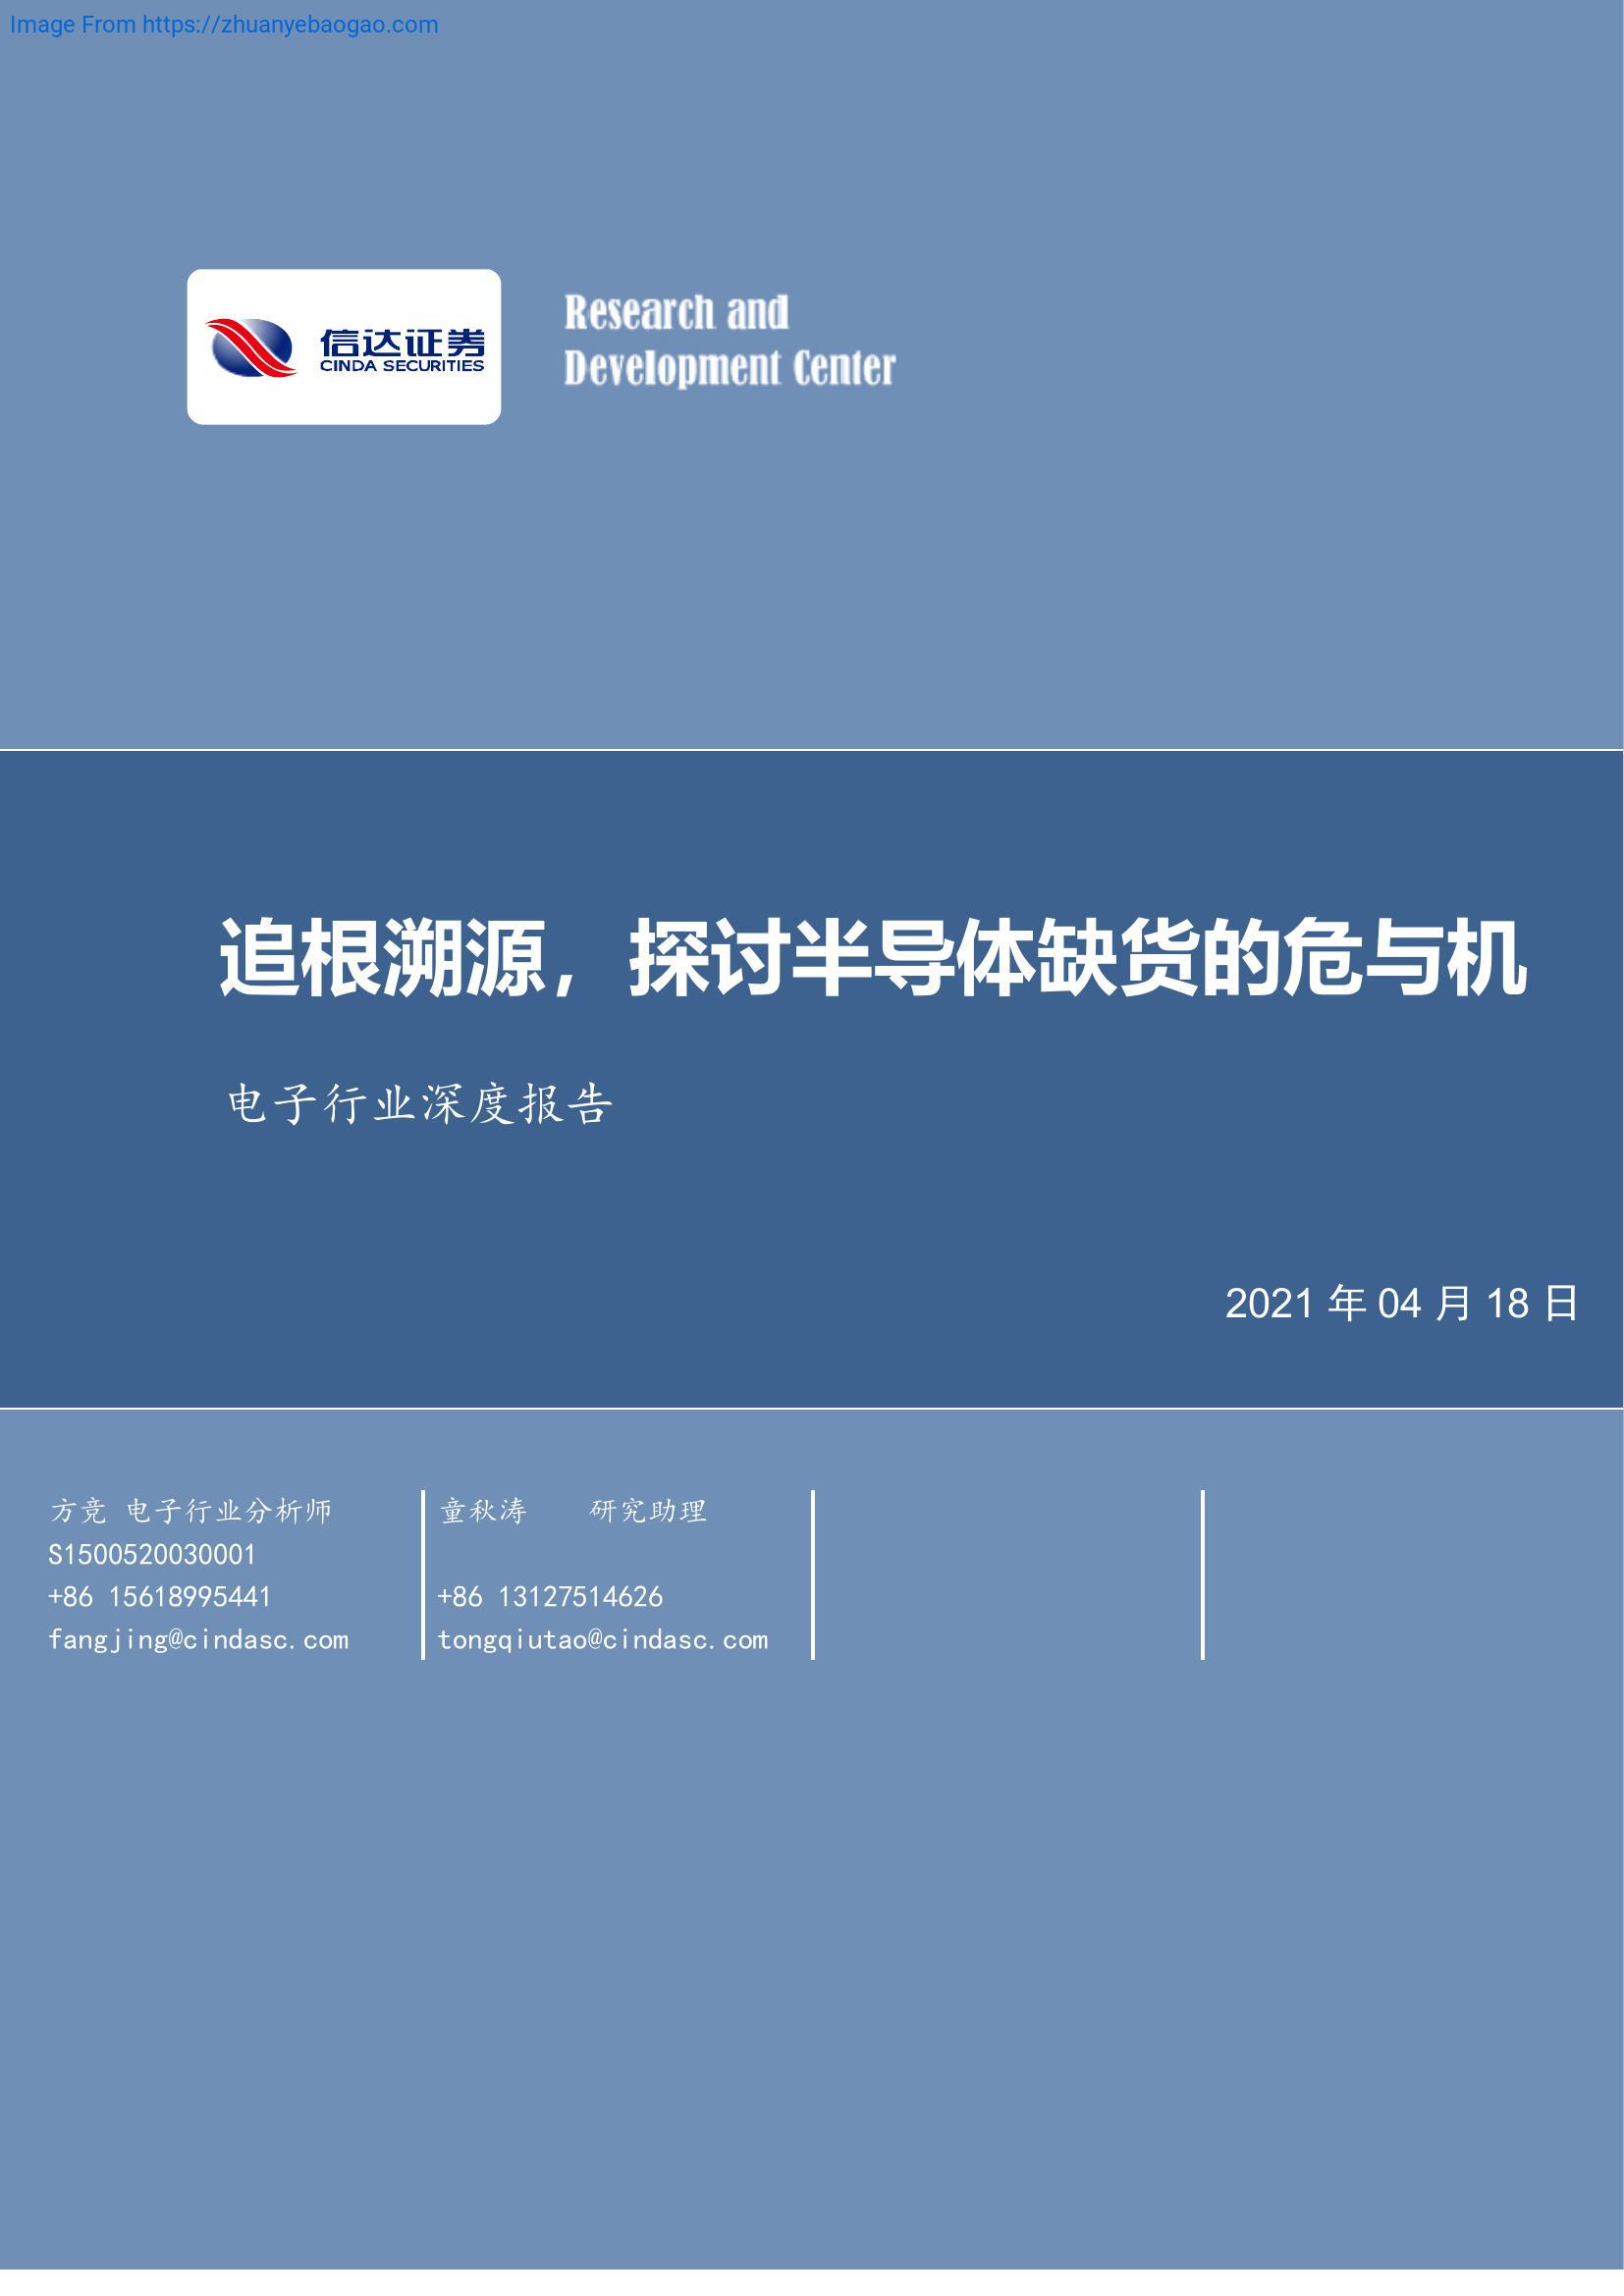 Image From https://zhuanyebaogao.com
信达证券
CINDA SECURITIES
Research and
Development Center
追根溯源，探讨半导体缺货的危与机
电子行业深度报告
2021 年 04 月 18 日
方竞 电子行业分析师
S1500520030001
+86 15618995441
fangjing@cindasc.com
童秋涛 研究助理
+86 13127514626
tongqiutao@cindasc.com